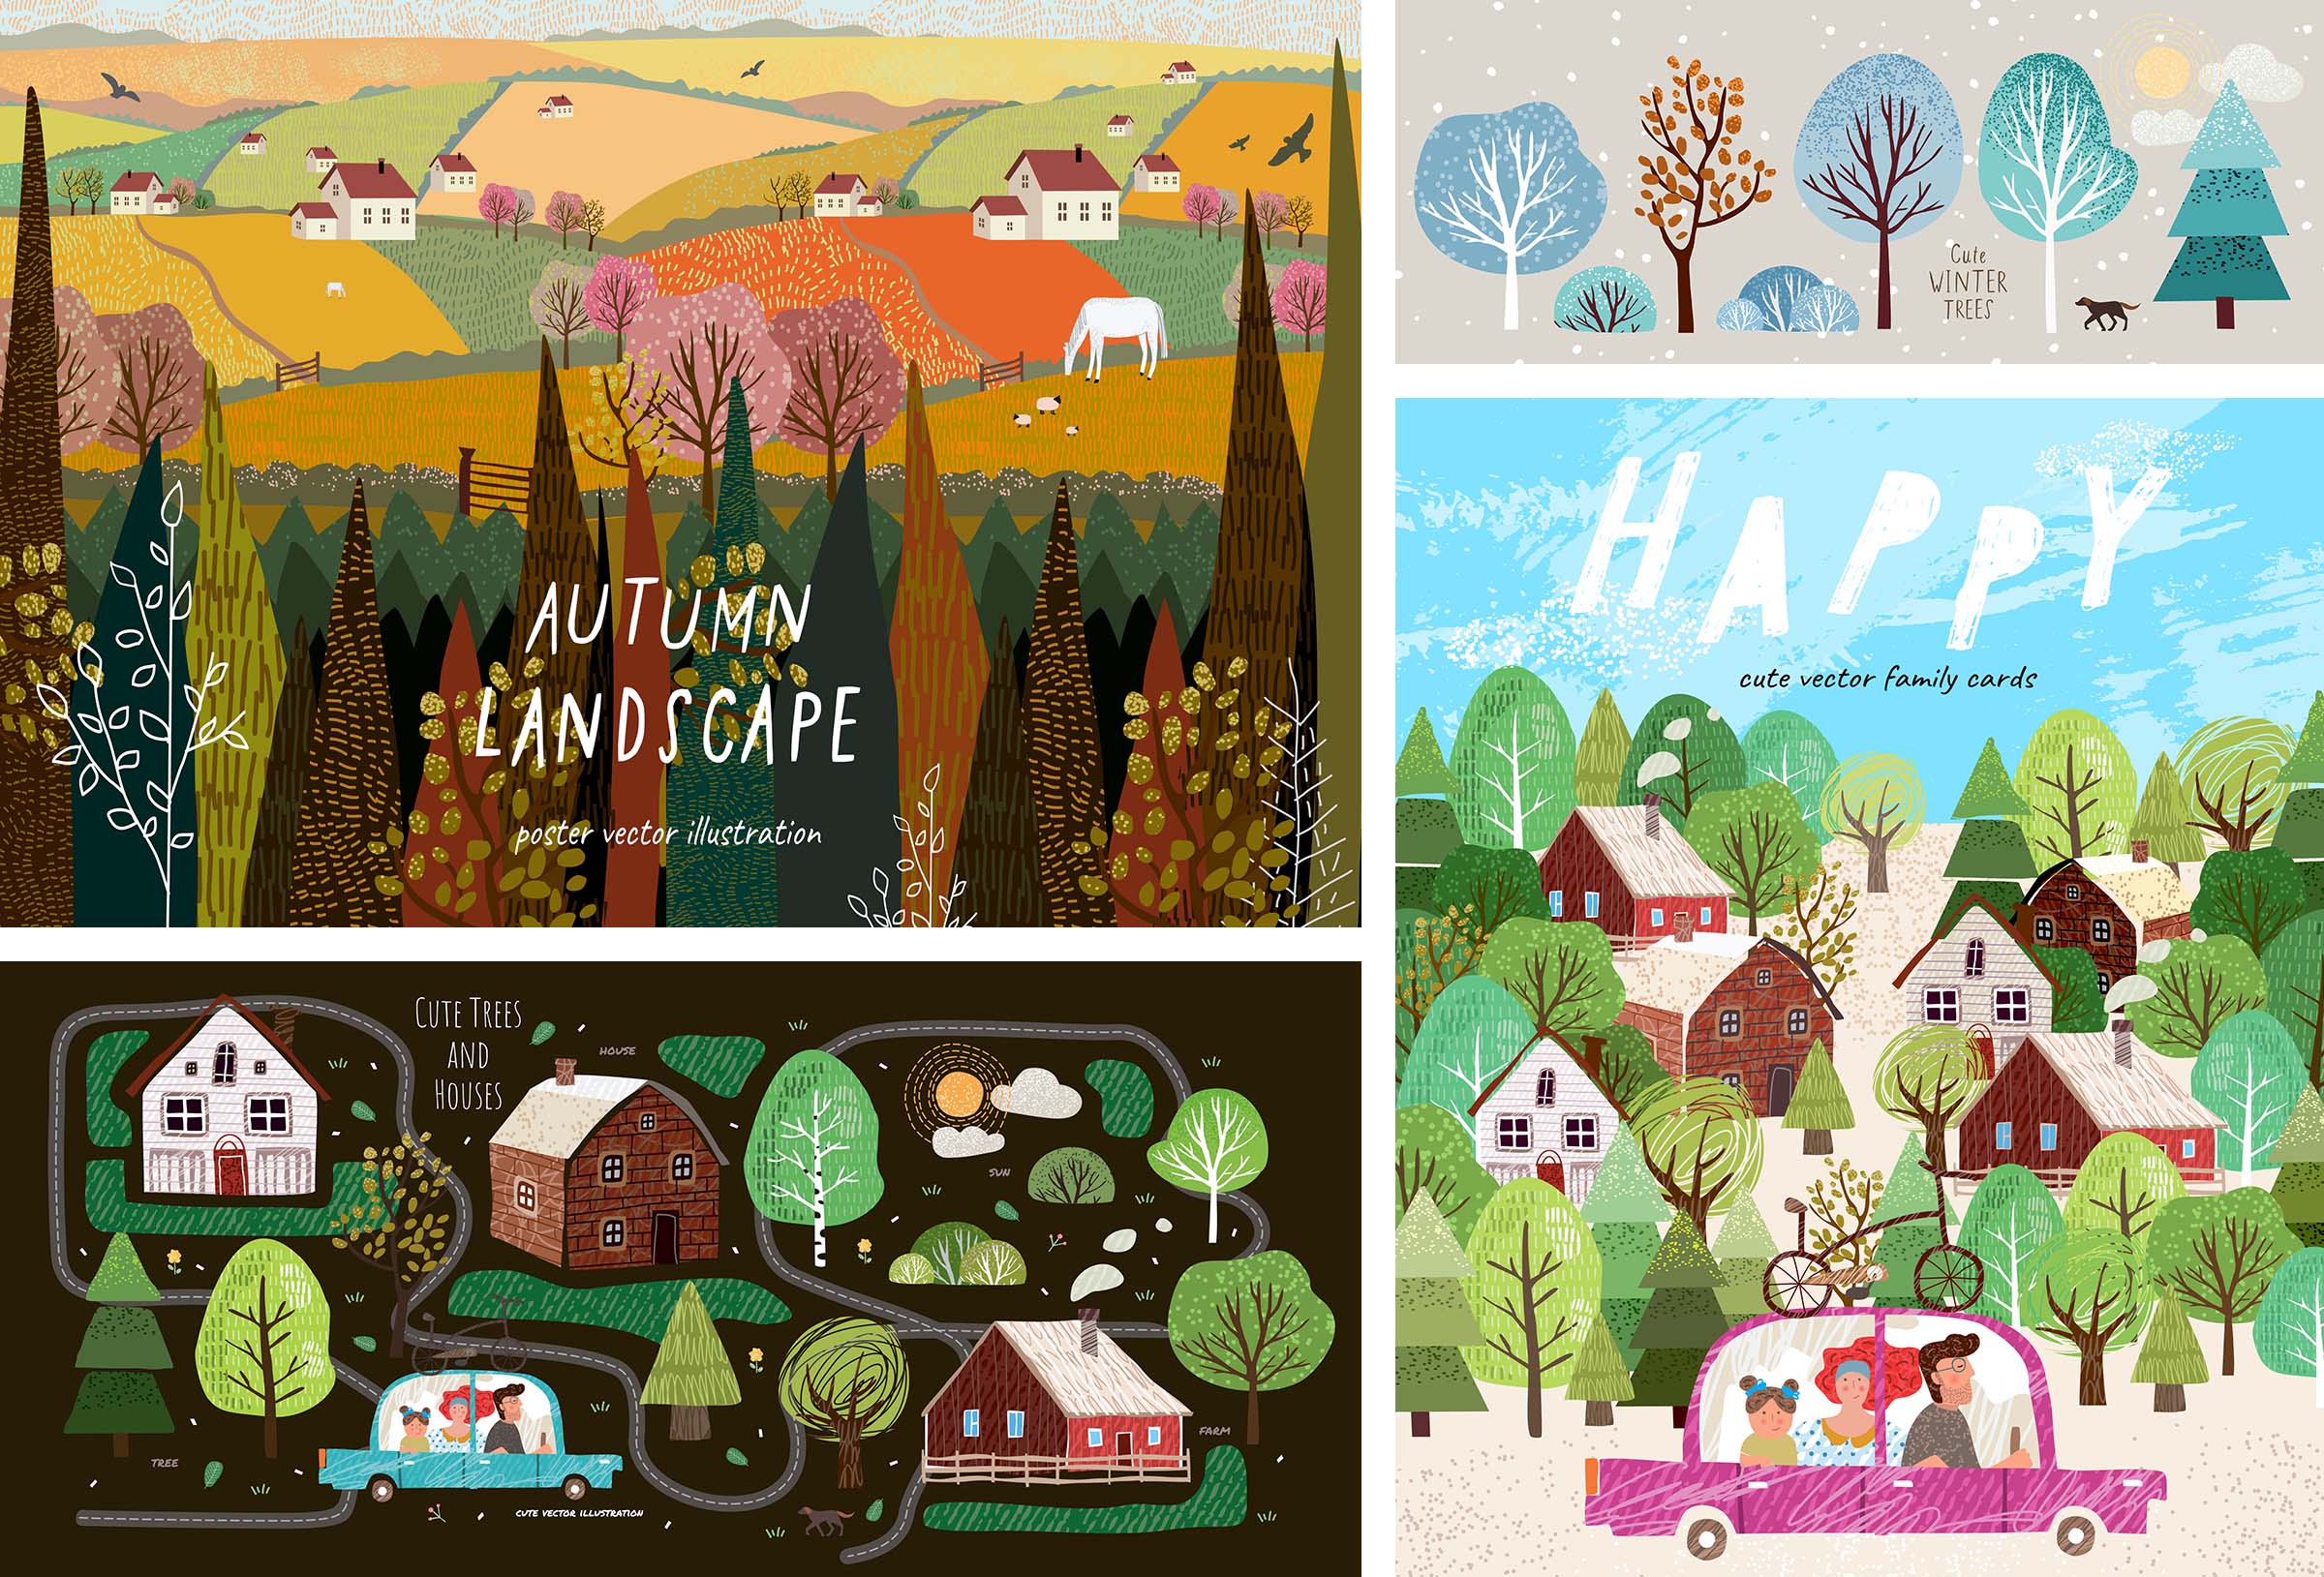 AUTUMN
LANDSCAPE
poster vector illustration
Cute
WINTER
TREES
HAPPY
cute vector family cards
CUTE TREES
AND
HOUSES
HOUSE
SUN
TREE
FARM
CUTE VECTOR ILLUSTRATION